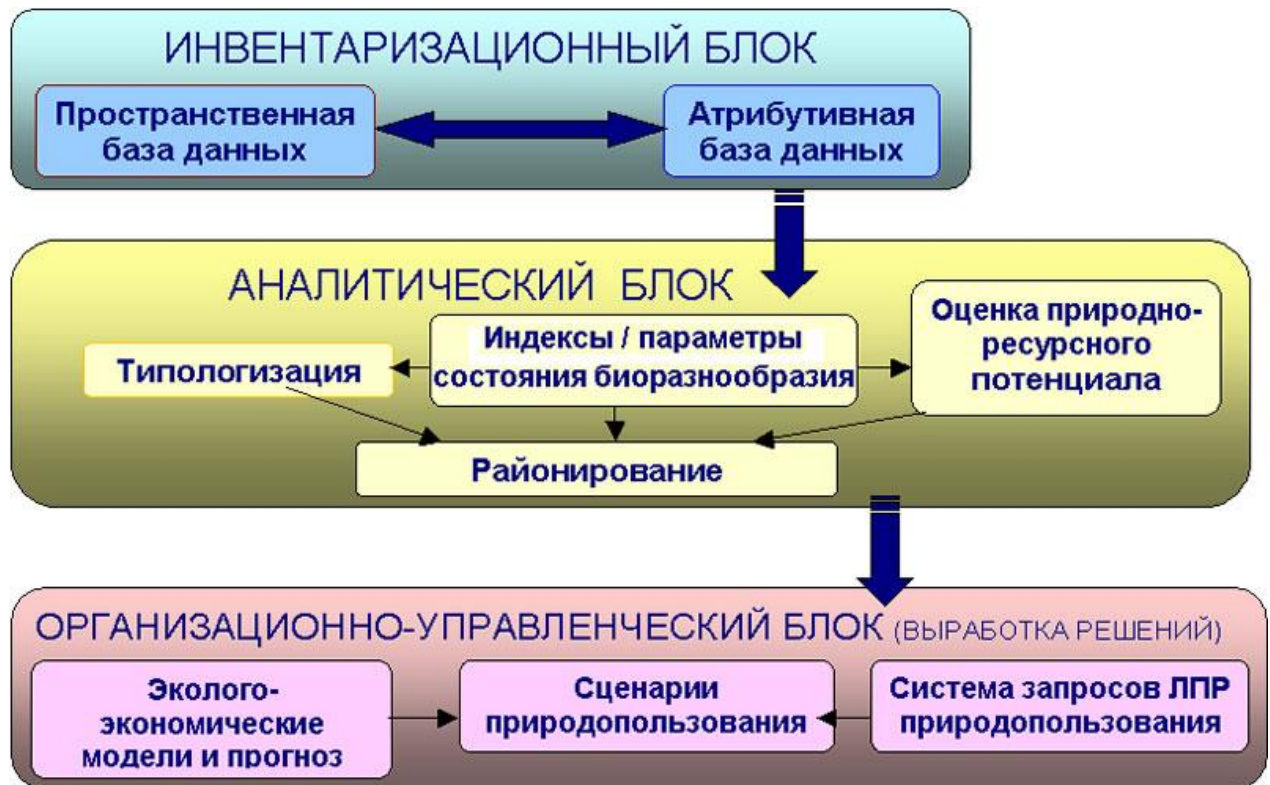 ИНВЕНТАРИЗАЦИОННЫЙ БЛОК
Пространственная
база данных
Атрибутивная
база данных
АНАЛИТИЧЕСКИЙ БЛОК
Типологизация
Индексы / параметры
состояния биоразнообразия
Оценка природно-
ресурсного
потенциала
Районирование
ОРГАНИЗАЦИОННО-УПРАВЛЕНЧЕСКИЙ БЛОК (ВЫРАБОТКА РЕШЕНИЙ)
Эколого-
экономические
модели и прогноз
Сценарии
природопользования
Система запросов ЛПР
природопользования